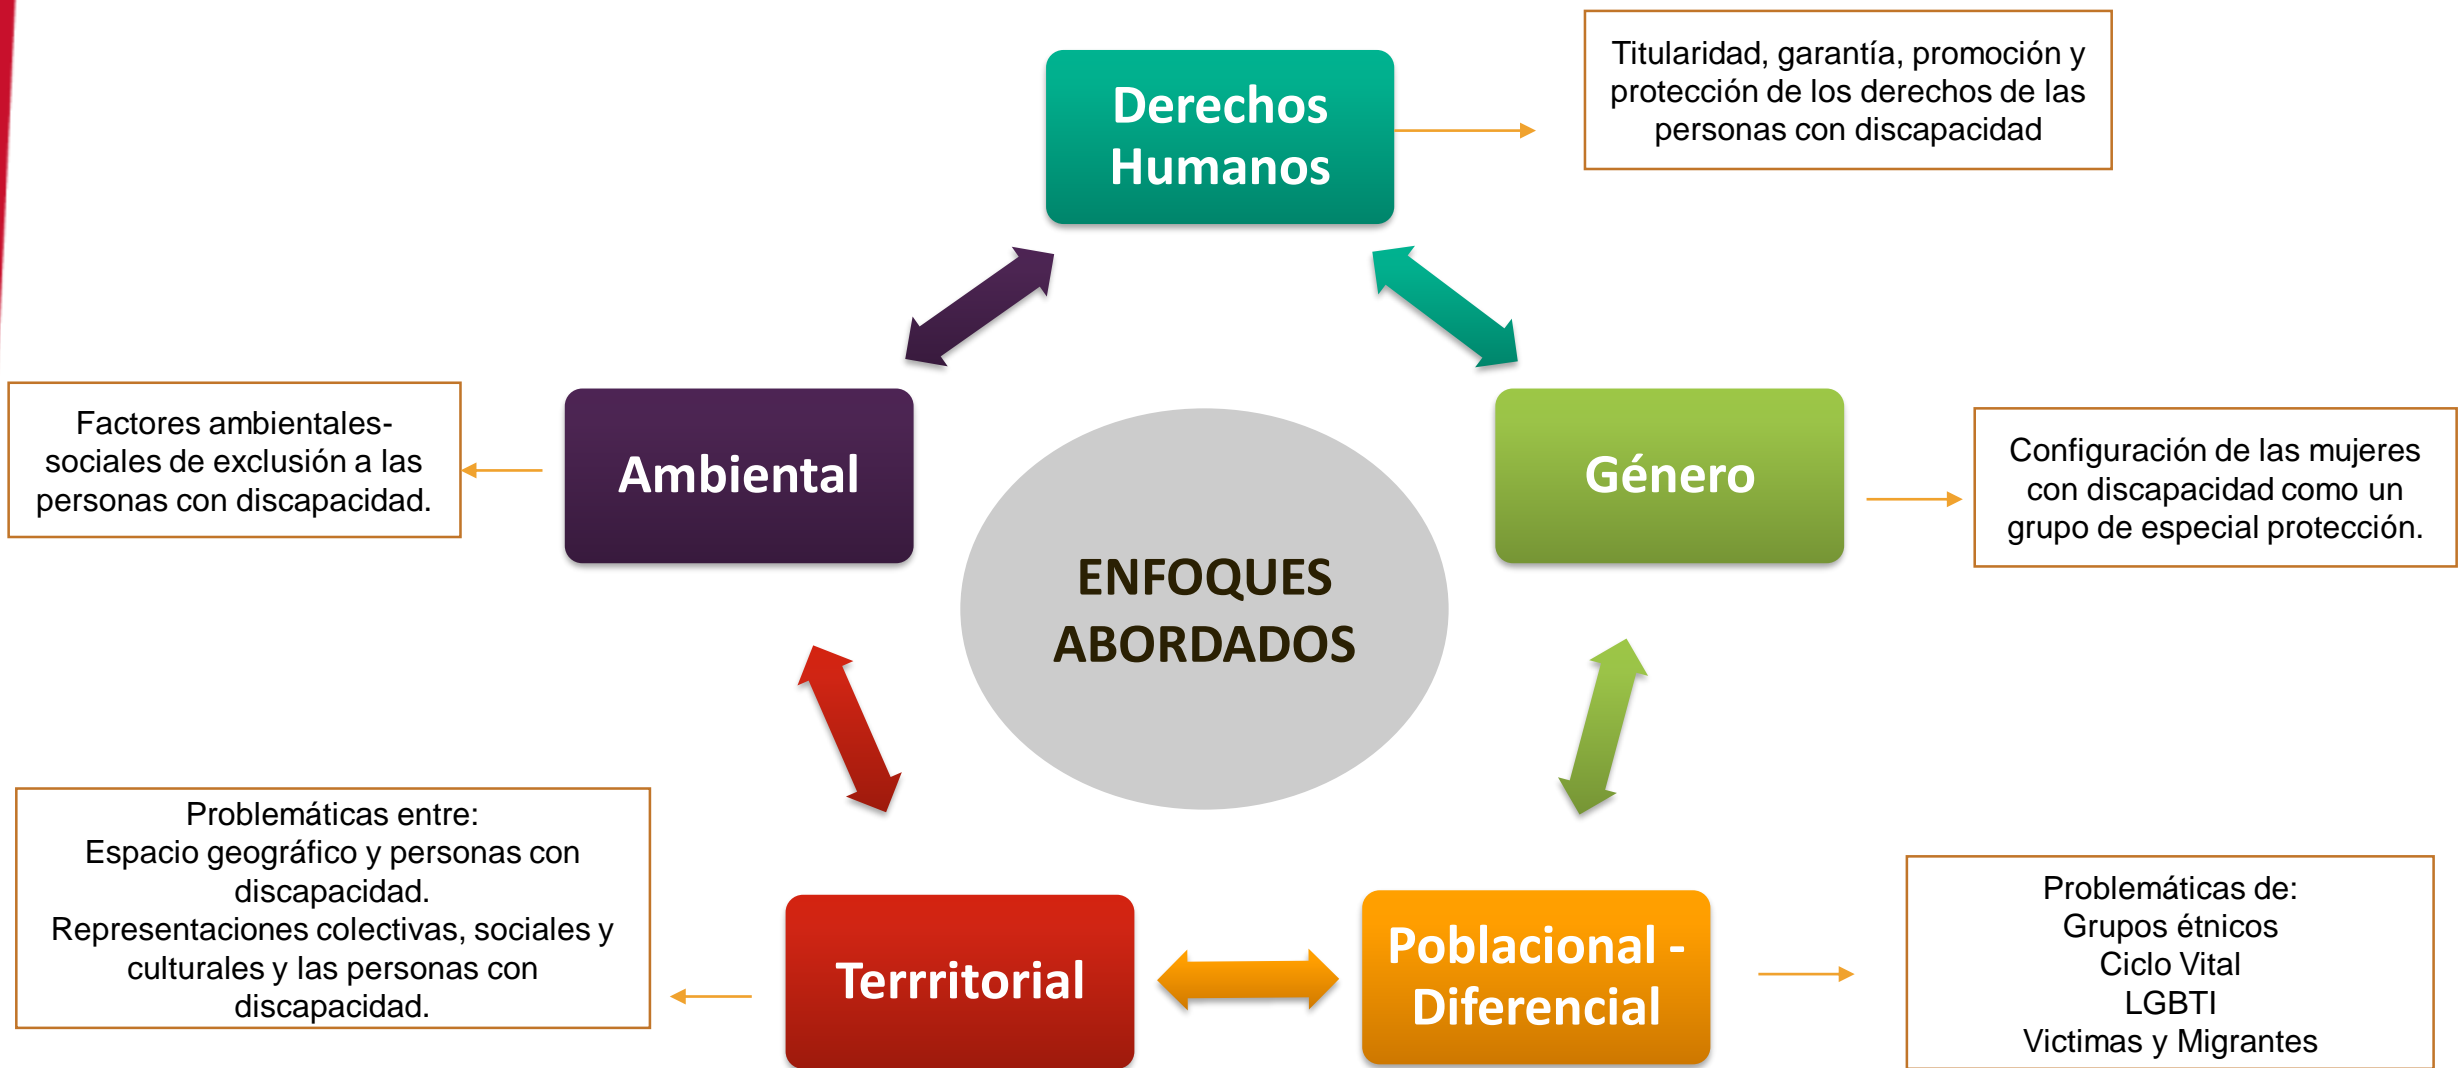 Derechos
Humanos
Titularidad, garantía, promoción y
protección de los derechos de las
personas con discapacidad
Factores ambientales-
sociales de exclusión a las
personas con discapacidad.
Ambiental
Género
Configuración de las mujeres
con discapacidad como un
grupo de especial protección.
ENFOQUES
ABORDADOS
Problemáticas entre:
Espacio geográfico y personas con
discapacidad.
Representaciones colectivas, sociales y
culturales y las personas con
discapacidad.
Terrritorial
Poblacional -
Diferencial
Problemáticas de:
Grupos étnicos
Ciclo Vital
LGBTI
Victimas y Migrantes